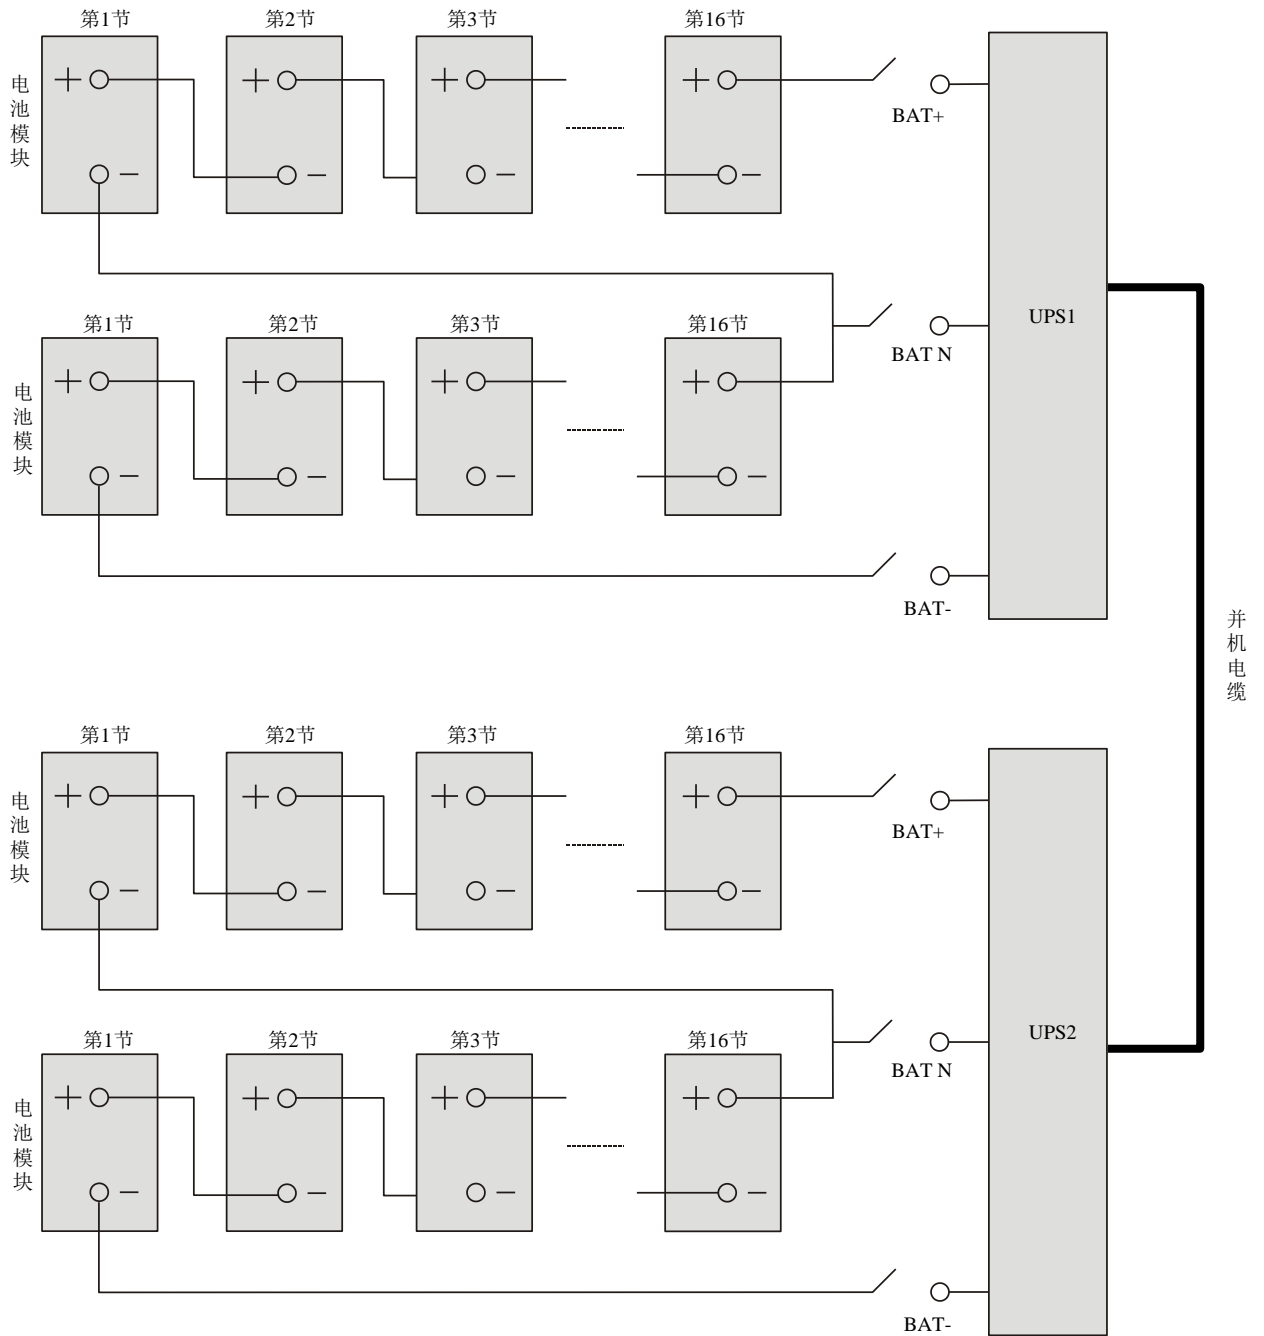 第1节
第2节
第3节
第16节
电池模块
BAT+
第1节
第2节
第3节
第16节
UPS1
BAT N
电池模块
BAT-
并机电缆
第1节
第2节
第3节
第16节
电池模块
BAT+
第1节
第2节
第3节
第16节
UPS2
BAT N
电池模块
BAT-